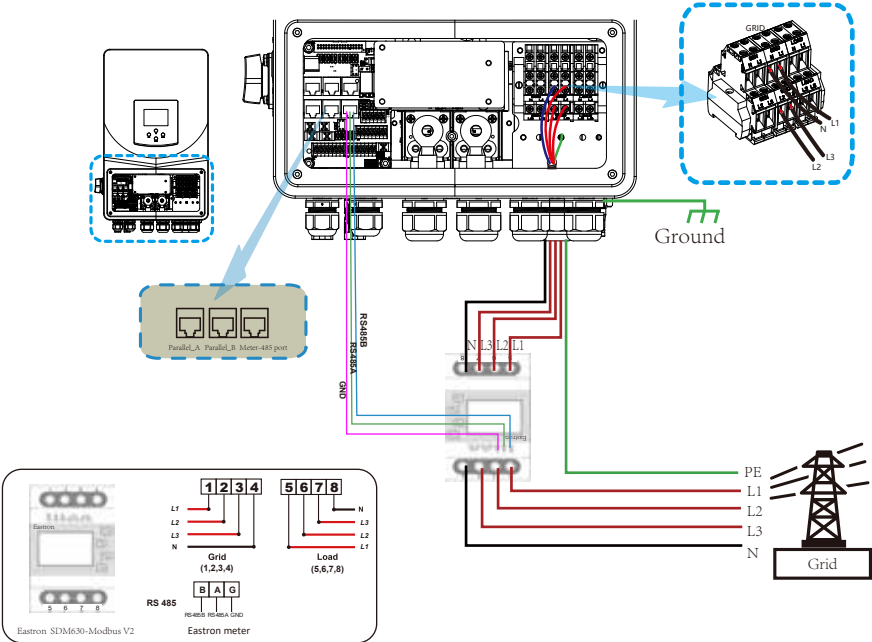 GRID
L1
N
L3
L2
Ground
Parallel_A Parallel_B Meter-485 port
RS485B
RS485A
GND
N L3 L2 L1
Eastron
PE
L1
L2
L3
N
Grid
1 2 3 4
5 6 7 8
L1
L2
L3
N
N
L3
L2
L1
Grid
(1,2,3,4)
Load
(5,6,7,8)
Eastron
5 6 7 8
RS 485
B A G
RS485B RS485A GND
Eastron SDM630-Modbus V2
Eastron meter